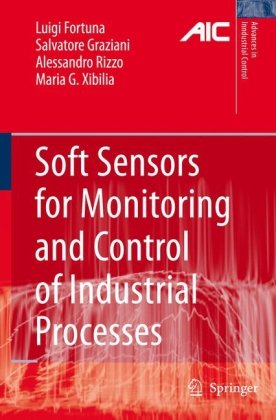 Luigi Fortuna
Salvatore Graziani
Alessandro Rizzo
Maria G. Xibilia
AIC
Advances in
Industrial Control
Soft Sensors
for Monitoring
and Control
of Industrial
Processes
Springer